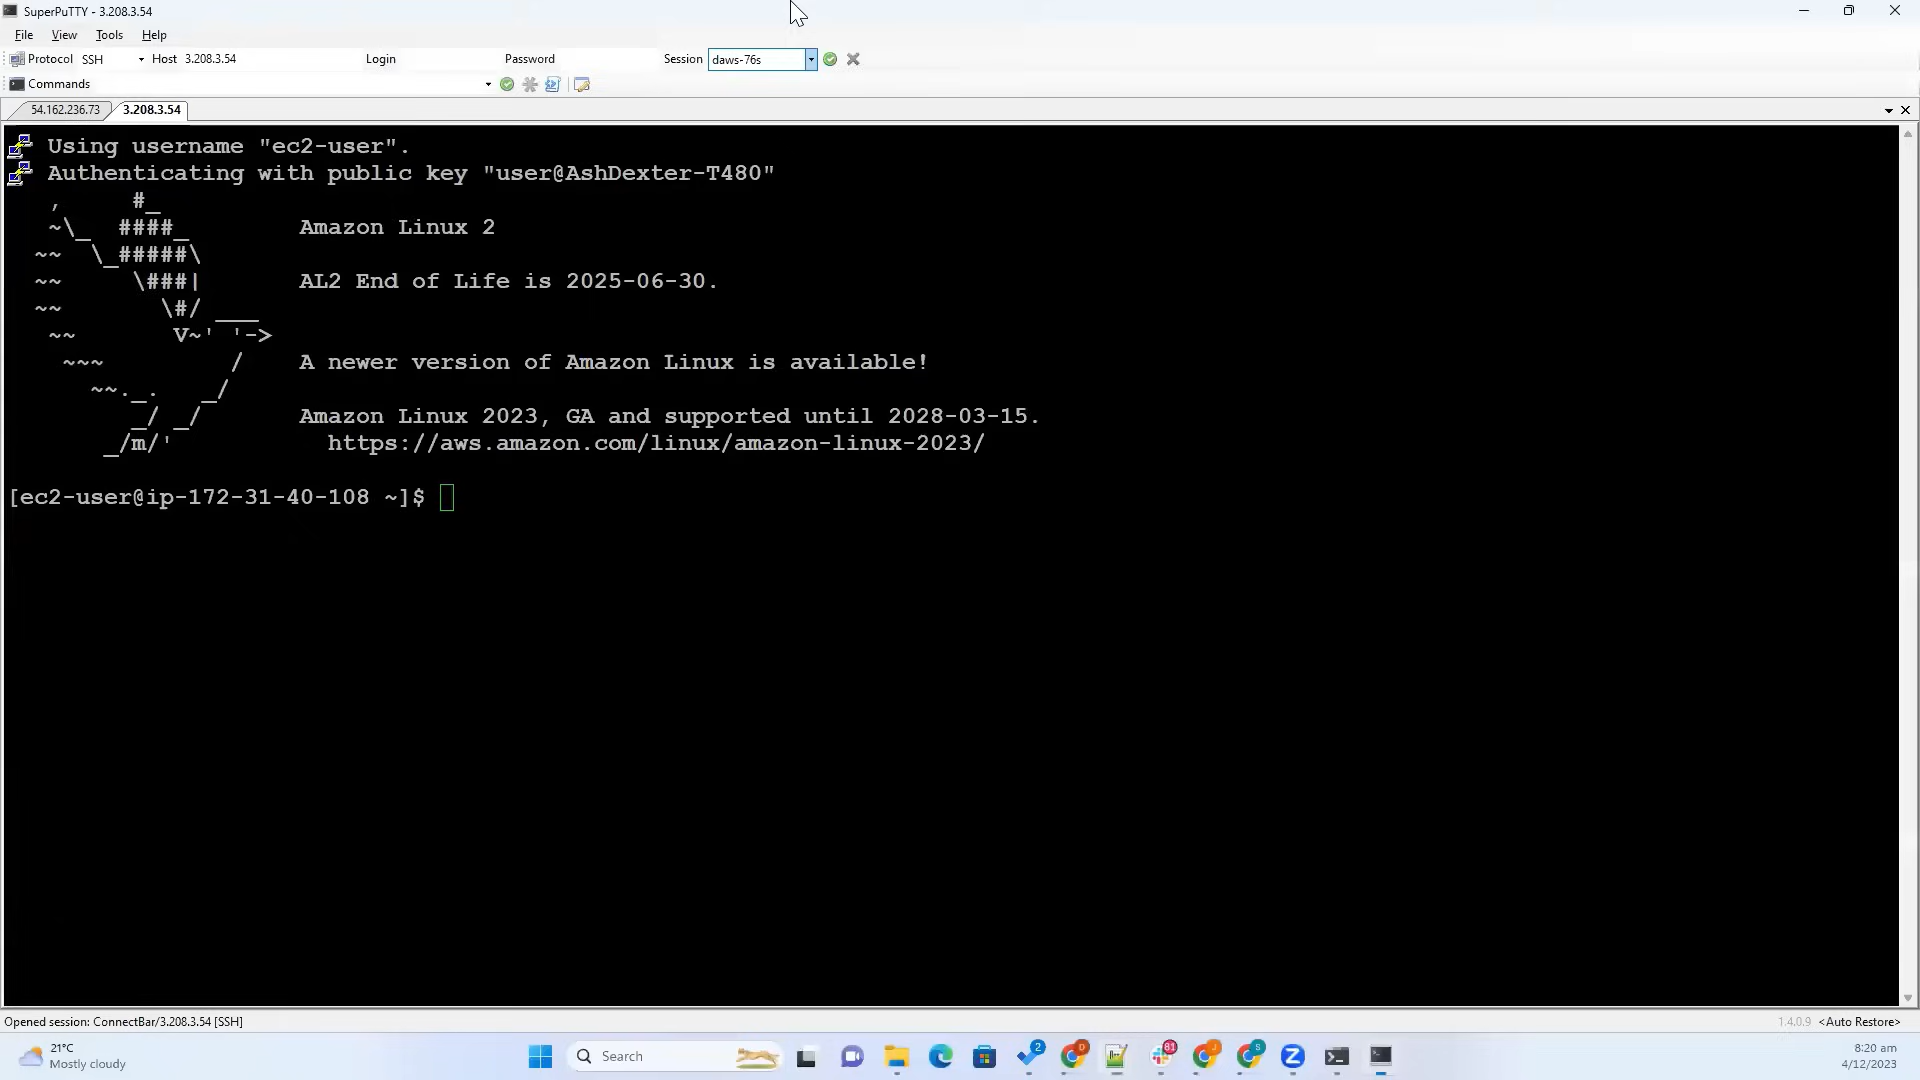 SuperPuTTY - 3.208.3.54
File View Tools Help
Protocol SSH Host 3.208.3.54 Login Password Session daws-76s
Commands
54.162.236.73 3.208.3.54
Using username "ec2-user".
Authenticating with public key "user@AshDexter-T480"
   ,     #_
   ~\_  ####_        Amazon Linux 2
  ~~  \_#####\
  ~~     \###|       AL2 End of Life is 2025-06-30.
  ~~       \#/ ___
   ~~       V~' '->
    ~~~         /    A newer version of Amazon Linux is available!
      ~~._.   _/
         _/ _/       Amazon Linux 2023, GA and supported until 2028-03-15.
       _/m/'           https://aws.amazon.com/linux/amazon-linux-2023/
[ec2-user@ip-172-31-40-108 ~]$
Opened session: ConnectBar/3.208.3.54 [SSH] 1.4.0.9 <Auto Restore>
21°C
Mostly cloudy
Search
2
D
81
J
S
Z
8:20 am
4/12/2023